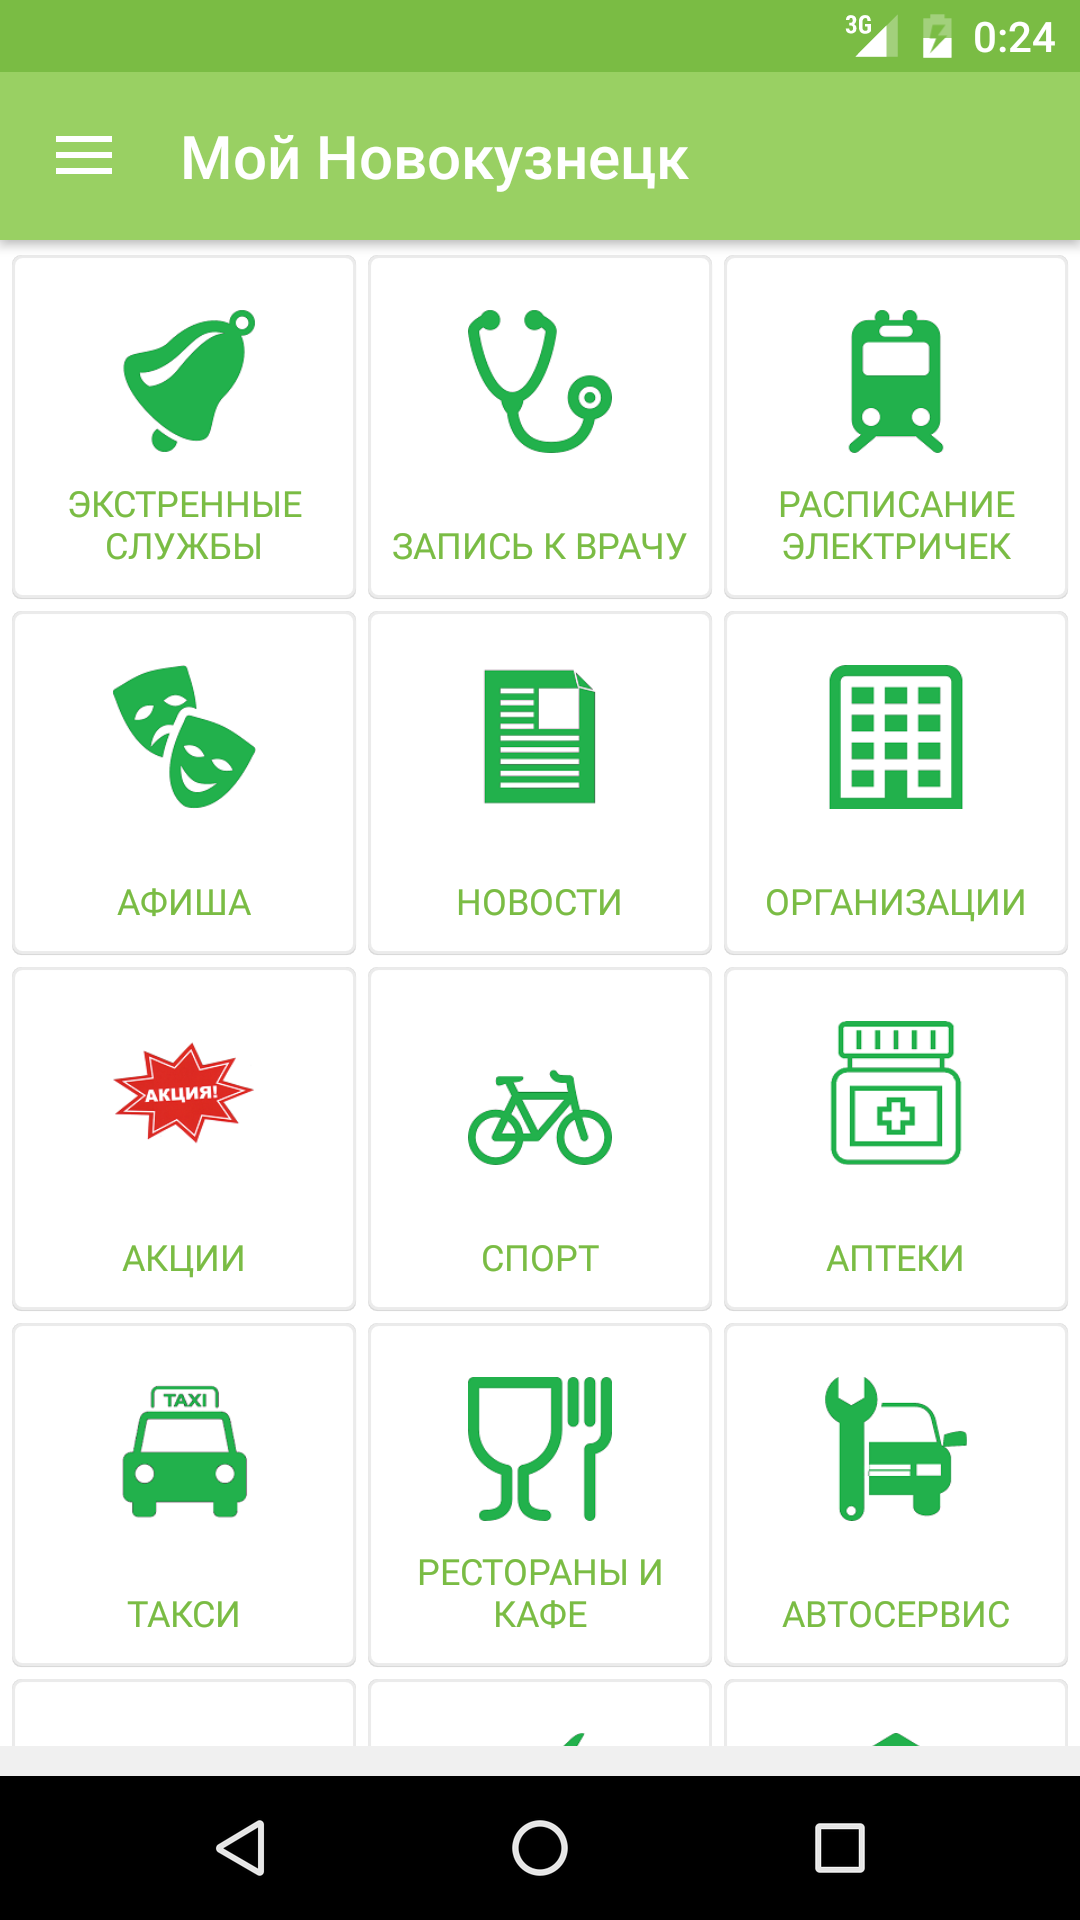 3G 0:24
Мой Новокузнецк
ЭКСТРЕННЫЕ
СЛУЖБЫ
ЗАПИСЬ К ВРАЧУ
РАСПИСАНИЕ
ЭЛЕКТРИЧЕК
АФИША
НОВОСТИ
ОРГАНИЗАЦИИ
АКЦИЯ!
АКЦИИ
СПОРТ
АПТЕКИ
TAXI
ТАКСИ
РЕСТОРАНЫ И
КАФЕ
АВТОСЕРВИС